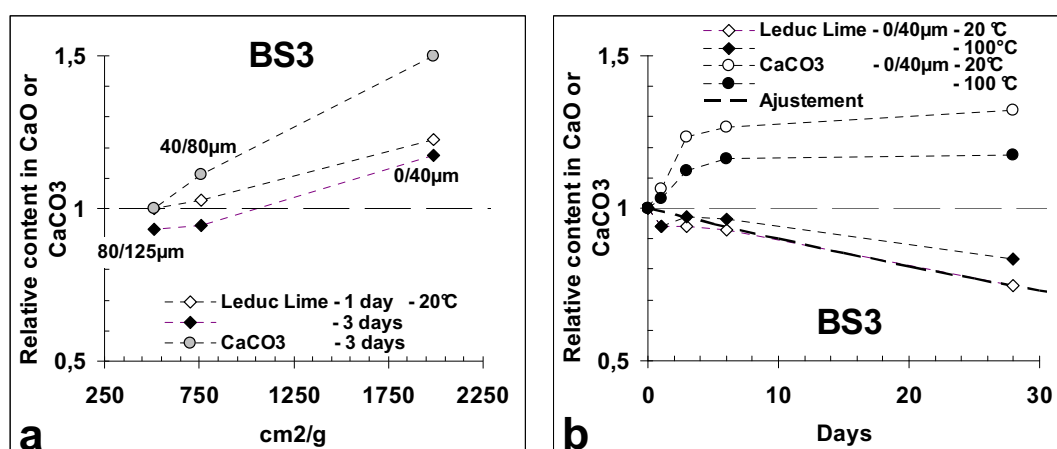 Relative content in CaO or
CaCO3
1,5
1
0,5
BS3
40/80µm
0/40µm
80/125µm
Leduc Lime - 1 day - 20°C
- 3 days
CaCO3 - 3 days
250 750 1250 1750 2250
cm2/g
a
Relative content in CaO or
CaCO3
1,5
1
0,5
Leduc Lime - 0/40µm - 20 °C
- 100°C
CaCO3 - 0/40µm - 20°C
- 100 °C
Ajustement
BS3
0 10 20 30
Days
b